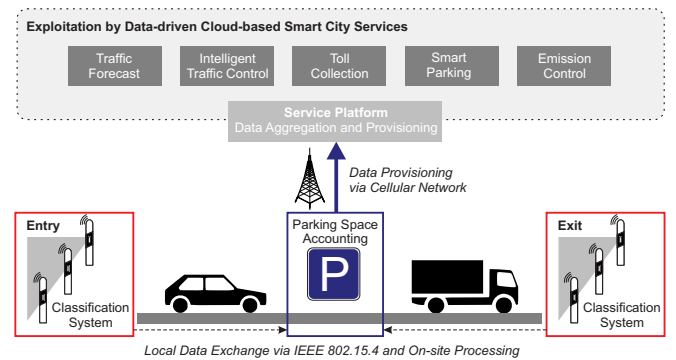 Exploitation by Data-driven Cloud-based Smart City Services
Traffic
Forecast
Intelligent
Traffic Control
Toll
Collection
Smart
Parking
Emission
Control
Service Platform
Data Aggregation and Provisioning
Data Provisioning
via Cellular Network
Entry
Classification
System
Parking Space
Accounting
P
Exit
Classification
System
Local Data Exchange via IEEE 802.15.4 and On-site Processing